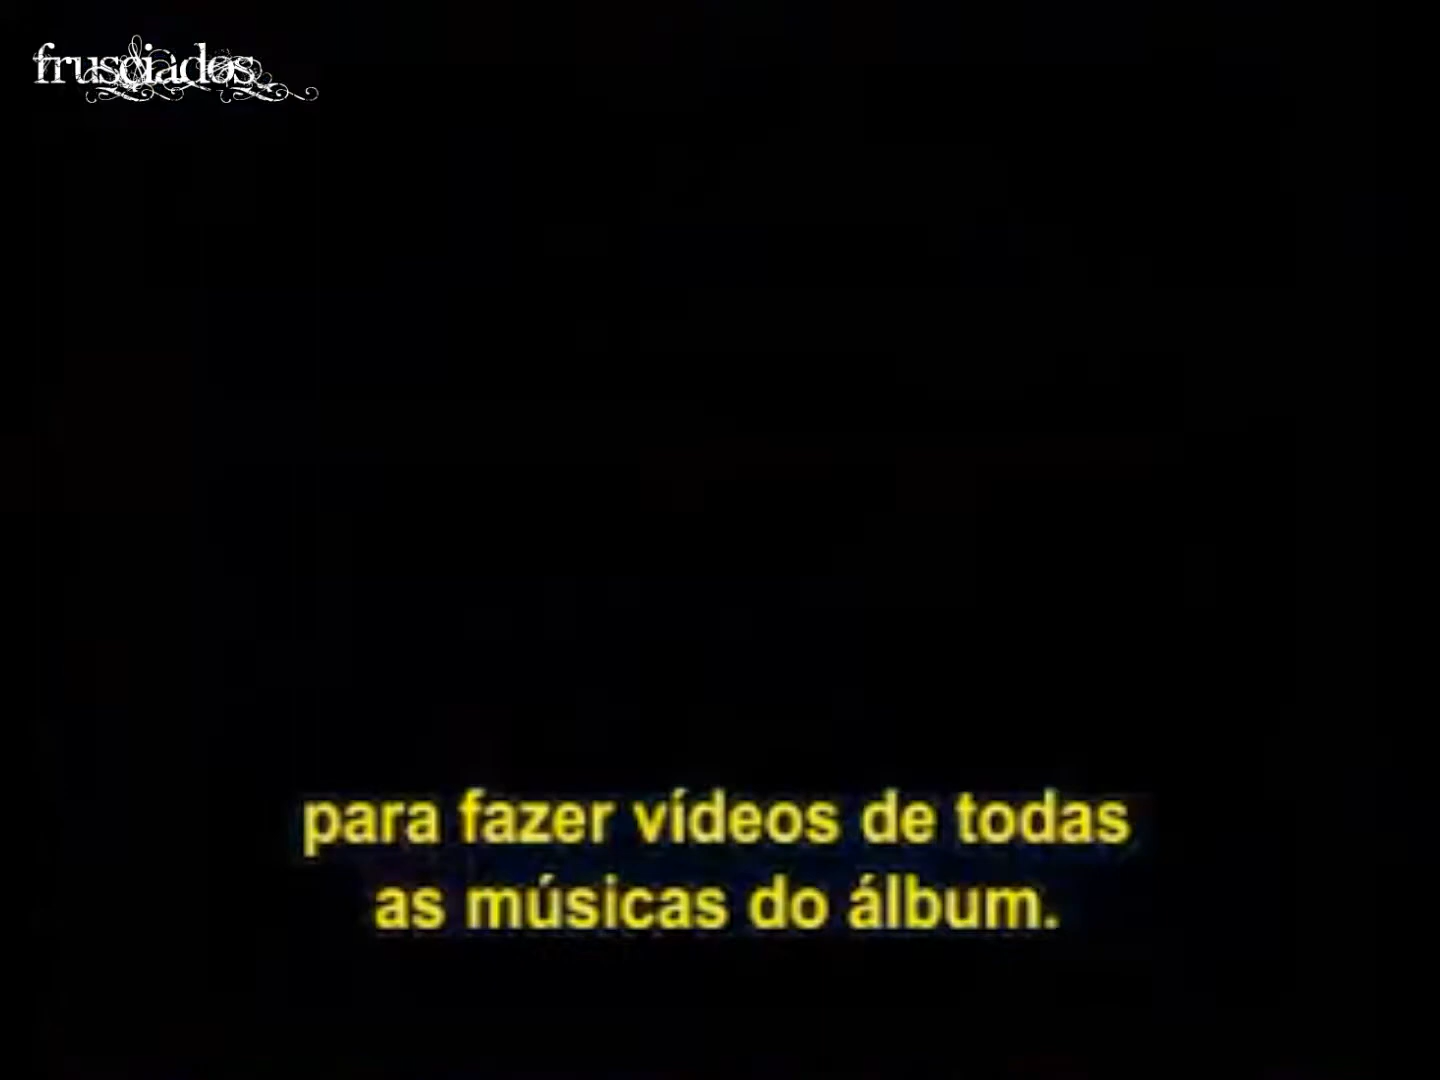 frusciados
para fazer vídeos de todas
as músicas do álbum.